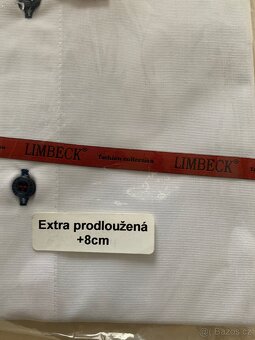 LIMBECK® LIMBECK®
Extra prodloužená
+8cm
Bazos.cz